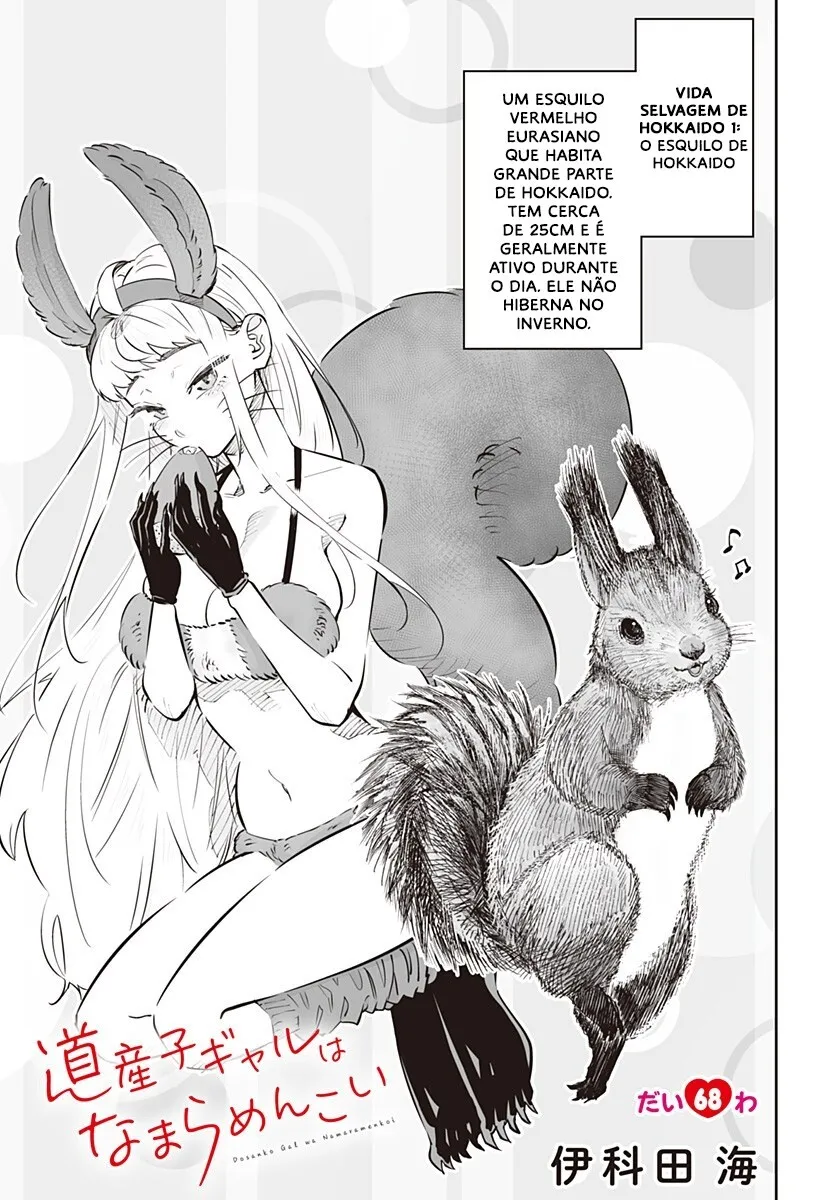 VIDA
SELVAGEM DE
HOKKAIDO 1:
O ESQUILO DE
HOKKAIDO
UM ESQUILO
VERMELHO
EURASIANO
QUE HABITA
GRANDE PARTE
DE HOKKAIDO.
TEM CERCA
DE 25CM E É
GERALMENTE
ATIVO DURANTE
O DIA. ELE NÃO
HIBERNA NO
INVERNO.
道産子ギャルは
なまらめんこい
Dosanko Gal wa Namaramenkoi
だい68わ
伊科田 海